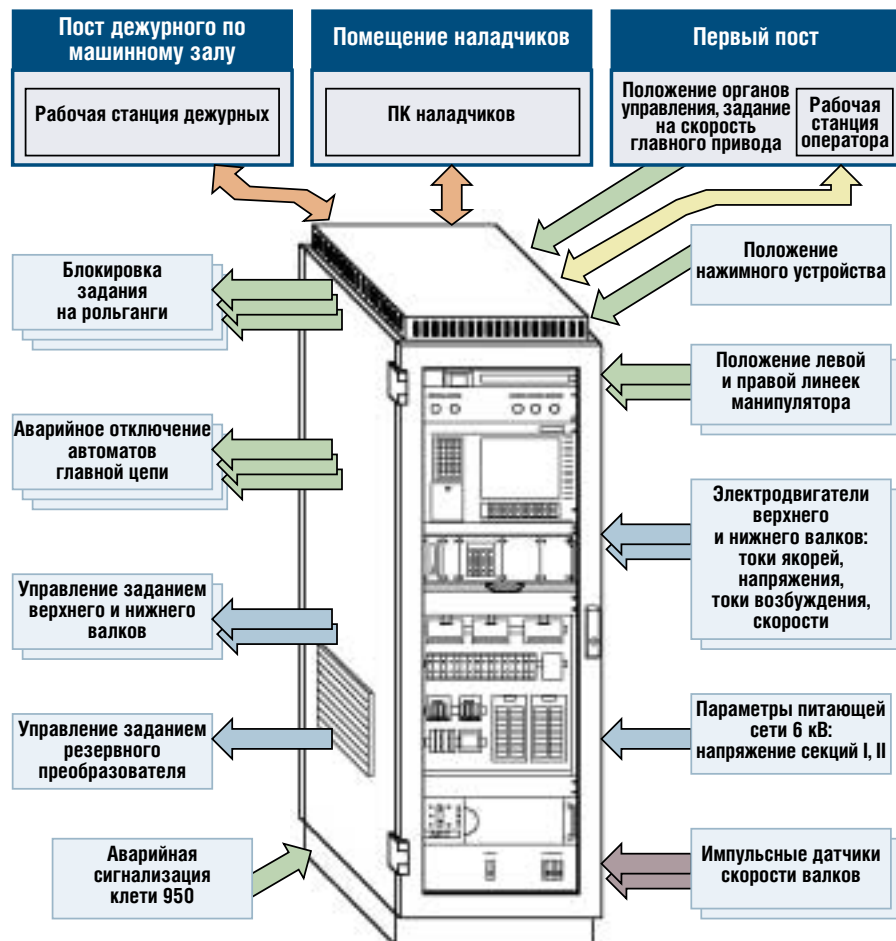 Пост дежурного по
машинному залу
Рабочая станция дежурных
Помещение наладчиков
ПК наладчиков
Первый пост
Положение органов
управления, задание
на скорость
главного привода
Рабочая
станция
оператора
Блокировка
задания
на рольганги
Аварийное отключение
автоматов
главной цепи
Управление заданием
верхнего и нижнего
валков
Управление заданием
резервного
преобразователя
Аварийная
сигнализация
клети 950
Положение
нажимного устройства
Положение левой
и правой линеек
манипулятора
Электродвигатели
верхнего
и нижнего валков:
токи якорей,
напряжения,
токи возбуждения,
скорости
Параметры питающей
сети 6 кВ:
напряжение секций I, II
Импульсные датчики
скорости валков